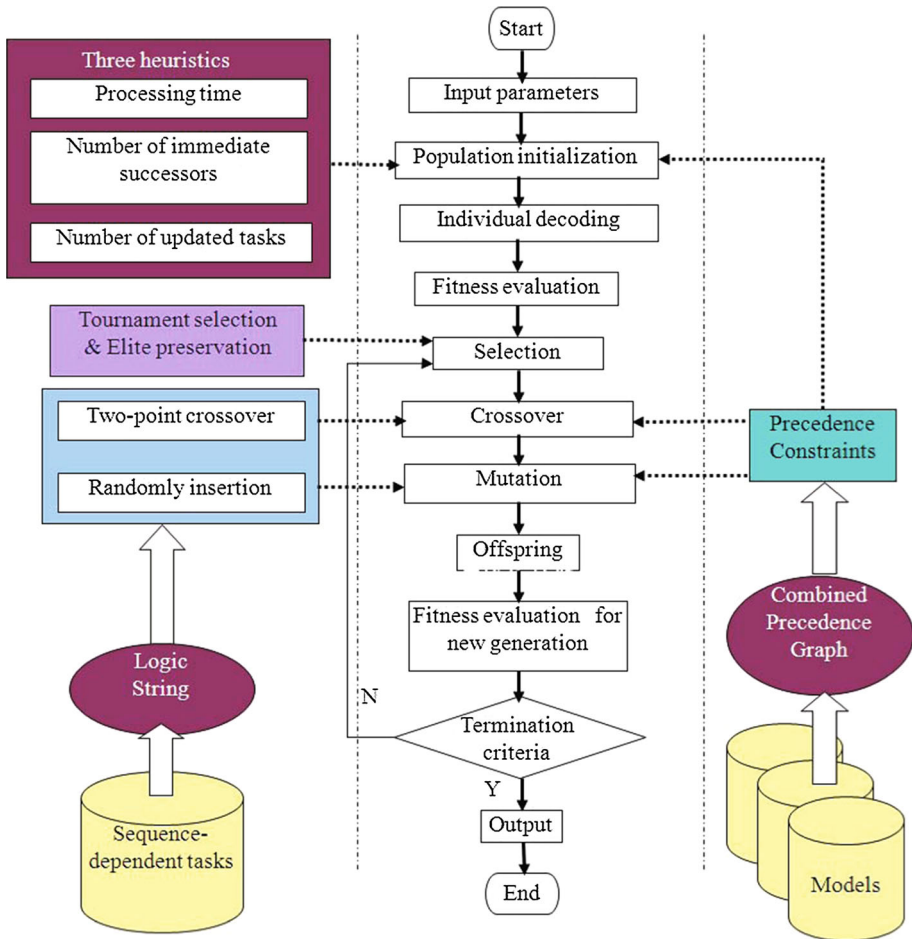 Start
Three heuristics
Processing time
Number of immediate
successors
Number of updated tasks
Input parameters
Population initialization
Individual decoding
Fitness evaluation
Tournament selection
& Elite preservation
Selection
Two-point crossover
Crossover
Precedence
Constraints
Randomly insertion
Mutation
Offspring
Fitness evaluation for
new generation
Combined
Precedence
Graph
Logic
String
N
Termination
criteria
Y
Output
Sequence-
dependent tasks
Models
End